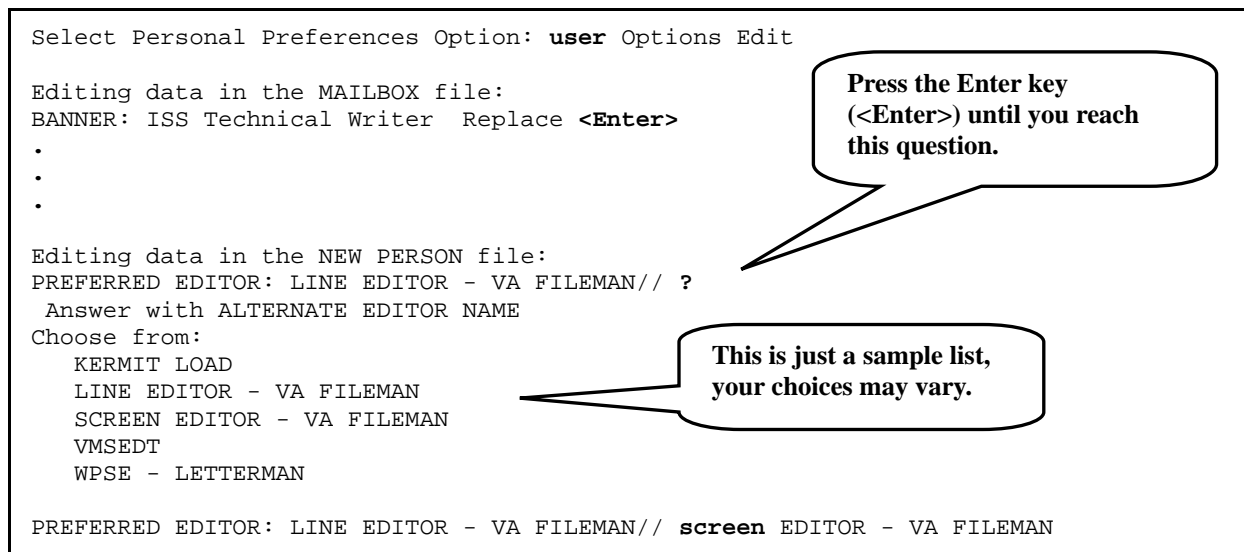 Select Personal Preferences Option: user Options Edit
Editing data in the MAILBOX file:
BANNER: ISS Technical Writer  Replace <Enter>
.
.
.
Press the Enter key
(<Enter>) until you reach
this question.
Editing data in the NEW PERSON file:
PREFERRED EDITOR: LINE EDITOR - VA FILEMAN// ?
 Answer with ALTERNATE EDITOR NAME
Choose from:
   KERMIT LOAD
   LINE EDITOR - VA FILEMAN
   SCREEN EDITOR - VA FILEMAN
   VMSEDT
   WPSE - LETTERMAN
This is just a sample list,
your choices may vary.
PREFERRED EDITOR: LINE EDITOR - VA FILEMAN// screen EDITOR - VA FILEMAN